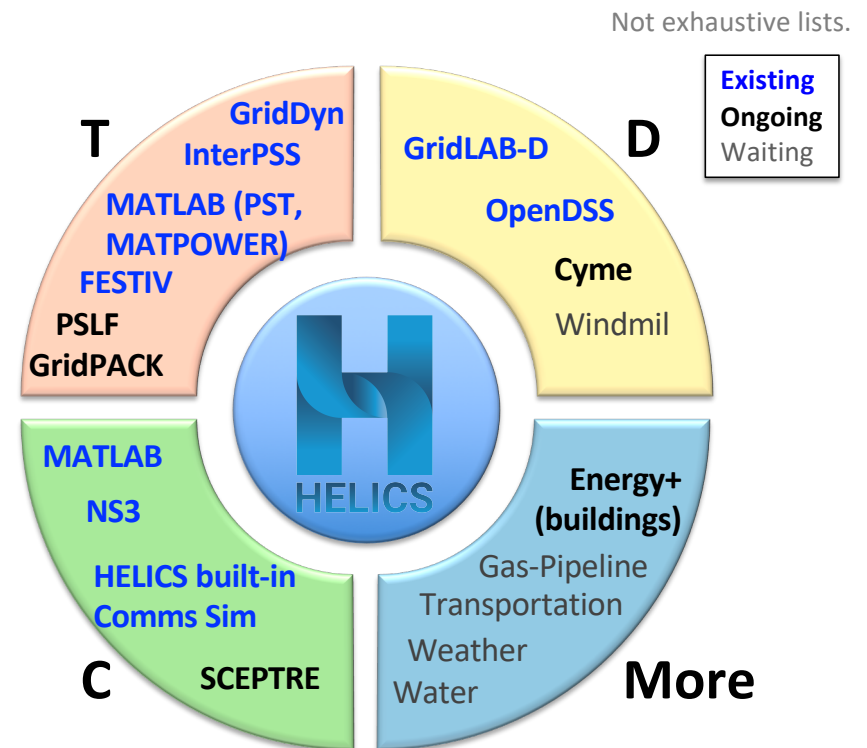 Not exhaustive lists.
Existing
Ongoing
Waiting
T
GridDyn
InterPSS
MATLAB (PST,
MATPOWER)
FESTIV
PSLF
GridPACK
D
GridLAB-D
OpenDSS
Cyme
Windmil
HELICS
MATLAB
NS3
HELICS built-in
Comms Sim
SCEPTRE
C
Energy+
(buildings)
Gas-Pipeline
Transportation
Weather
Water
More